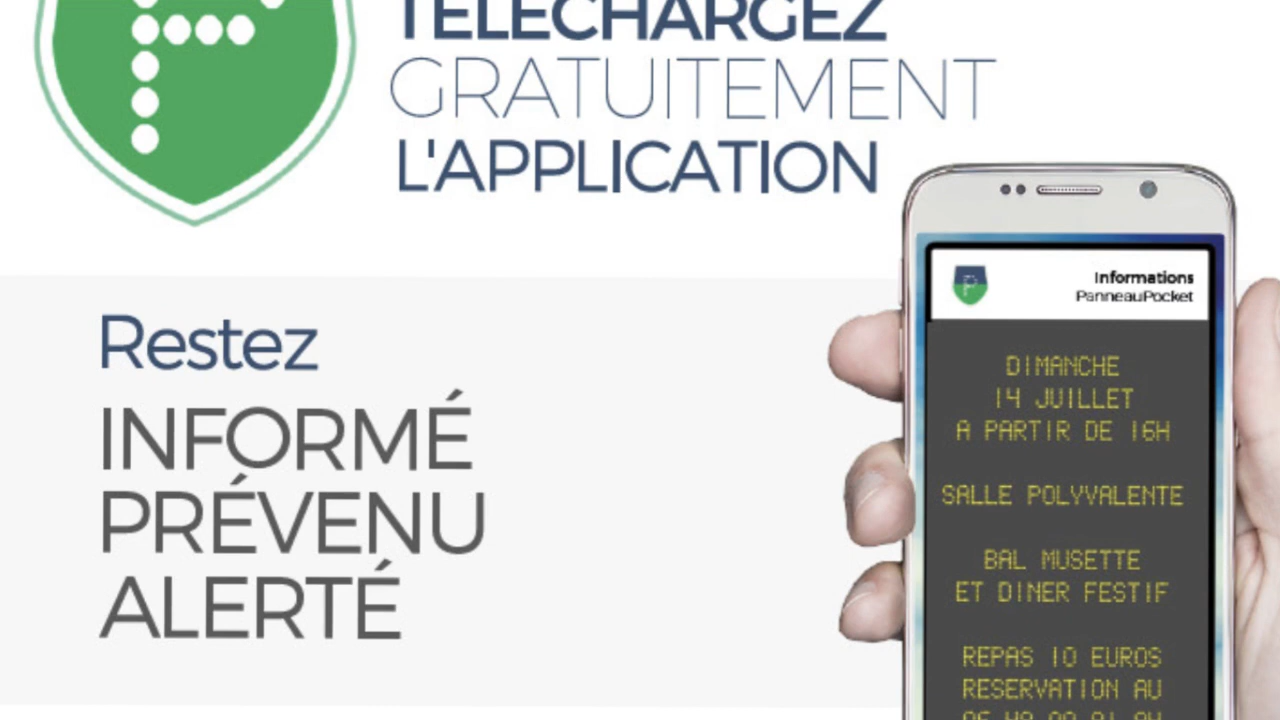 TÉLÉCHARGEZ
GRATUITEMENT
L'APPLICATION
Restez
INFORMÉ
PRÉVENU
ALERTÉ
Informations
PanneauPocket
DIMANCHE
14 JUILLET
A PARTIR DE 16H
SALLE POLYVALENTE
BAL MUSETTE
ET DINER FESTIF
REPAS 10 EUROS
RESERVATION AU